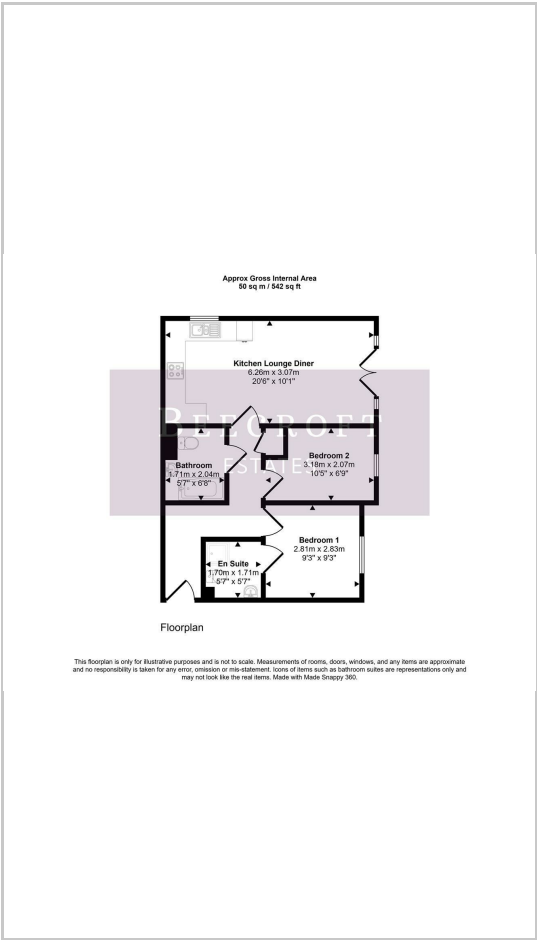 Approx Gross Internal Area
50 sq m / 542 sq ft
Kitchen Lounge Diner
6.26m x 3.07m
20'6" x 10'1"
BEECROFT
ESTATES
Bathroom
1.71m x 2.04m
5'7" x 6'8"
Bedroom 2
3.18m x 2.07m
10'5" x 6'9"
Bedroom 1
2.81m x 2.83m
9'3" x 9'3"
En Suite
1.70m x 1.71m
5'7" x 5'7"
Floorplan
This floorplan is only for illustrative purposes and is not to scale. Measurements of rooms, doors, windows, and any items are approximate
and no responsibility is taken for any error, omission or mis-statement. Icons of items such as bathroom suites are representations only and
may not look like the real items. Made with Made Snappy 360.